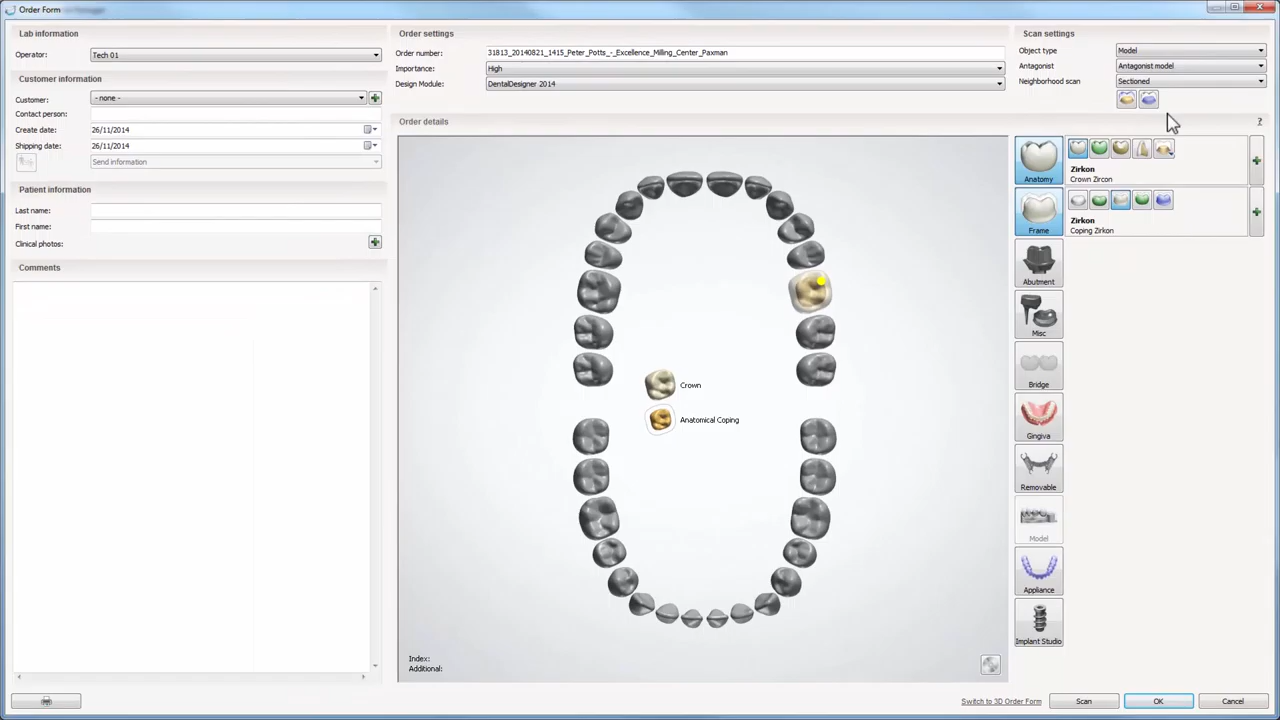 Order Form
Lab information
Operator:
Tech 01
Customer information
Customer:
- none -
Contact person:
Create date:
26/11/2014
Shipping date:
26/11/2014
Send information
Patient information
Last name:
First name:
Clinical photos:
Comments
Order settings
Order number:
31813_20140821_1415_Peter_Potts_-_Excellence_Milling_Center_Paxman
Importance:
High
Design Module:
DentalDesigner 2014
Scan settings
Object type
Model
Antagonist
Antagonist model
Neighborhood scan
Sectioned
Order details
?
Crown
Anatomical Coping
Index:
Additional:
Anatomy
Zirkon
Crown Zircon
Frame
Zirkon
Coping Zirkon
Abutment
Misc
Bridge
Gingiva
Removable
Model
Appliance
Implant Studio
Switch to 3D Order Form
Scan
OK
Cancel